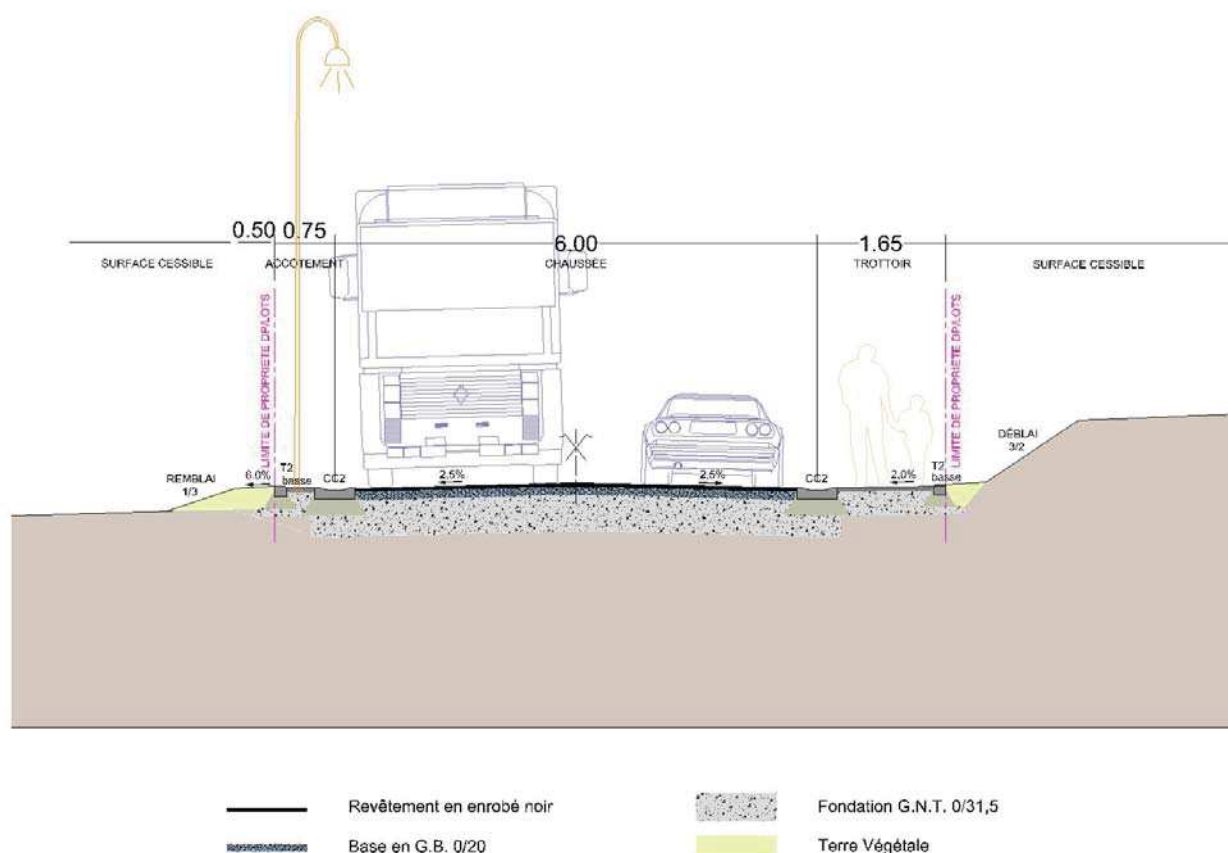 0.50 0.75 6.00 1.65
SURFACE CESSIBLE ACCOTEMENT CHAUSSÉE TROTTOIR SURFACE CESSIBLE
LIMITE DE PROPRIETE DP/LOTS
LIMITE DE PROPRIETE DP/LOTS
DÉBLAI
3/2
REMBLAI
1/3
6.0%
T2
basse
CC2
2.5%
2.5%
CC2
2.0%
T2
basse
Revêtement en enrobé noir
Fondation G.N.T. 0/31,5
Base en G.B. 0/20
Terre Végétale